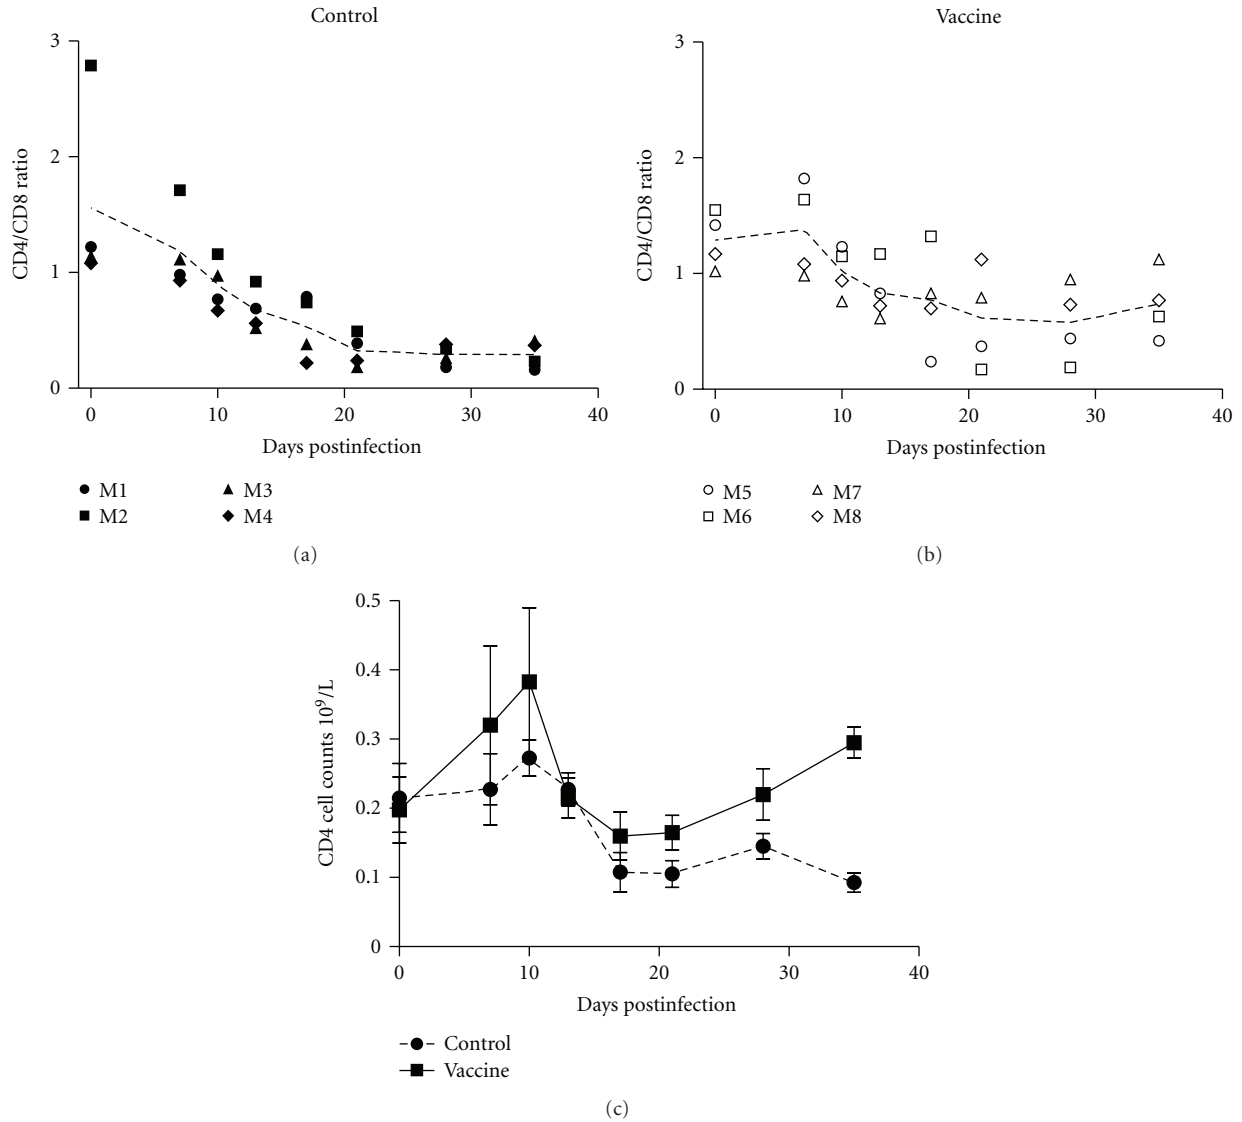 Control
3
2
1
0
CD4/CD8 ratio
0 10 20 30 40
Days postinfection
M1 M3
M2 M4
(a)
Vaccine
3
2
1
0
CD4/CD8 ratio
0 10 20 30 40
Days postinfection
M5 M7
M6 M8
(b)
0.5
0.4
0.3
0.2
0.1
0
CD4 cell counts 10⁹/L
0 10 20 30 40
Days postinfection
Control
Vaccine
(c)